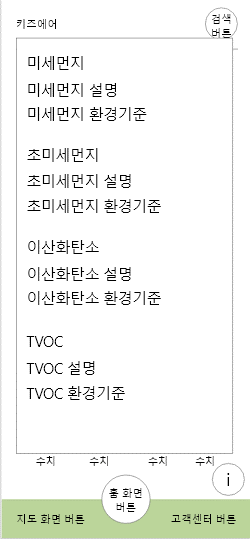 키즈에어
검색
버튼
미세먼지
미세먼지 설명
미세먼지 환경기준
초미세먼지
초미세먼지 설명
초미세먼지 환경기준
이산화탄소
이산화탄소 설명
이산화탄소 환경기준
TVOC
TVOC 설명
TVOC 환경기준
수치 수치 수치 수치
i
홈 화면
버튼
지도 화면 버튼 고객센터 버튼